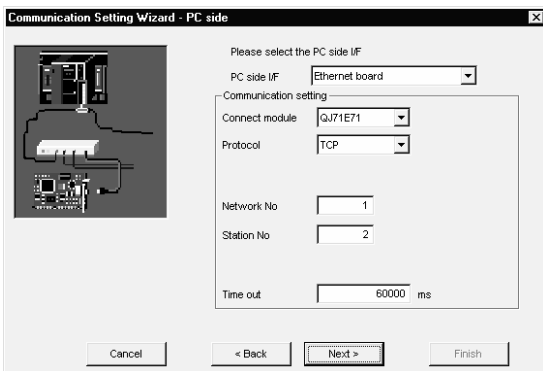 Communication Setting Wizard - PC side
Please select the PC side I/F
PC side I/F Ethernet board
Communication setting
Connect module QJ71E71
Protocol TCP
Network No 1
Station No 2
Time out 60000 ms
Cancel < Back Next > Finish